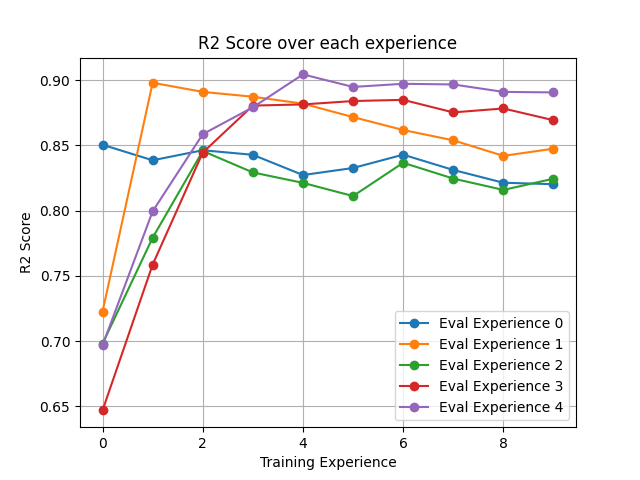 R2 Score over each experience
0.90
0.85
0.80
0.75
0.70
0.65
R2 Score
0
2
4
6
8
Training Experience
Eval Experience 0
Eval Experience 1
Eval Experience 2
Eval Experience 3
Eval Experience 4